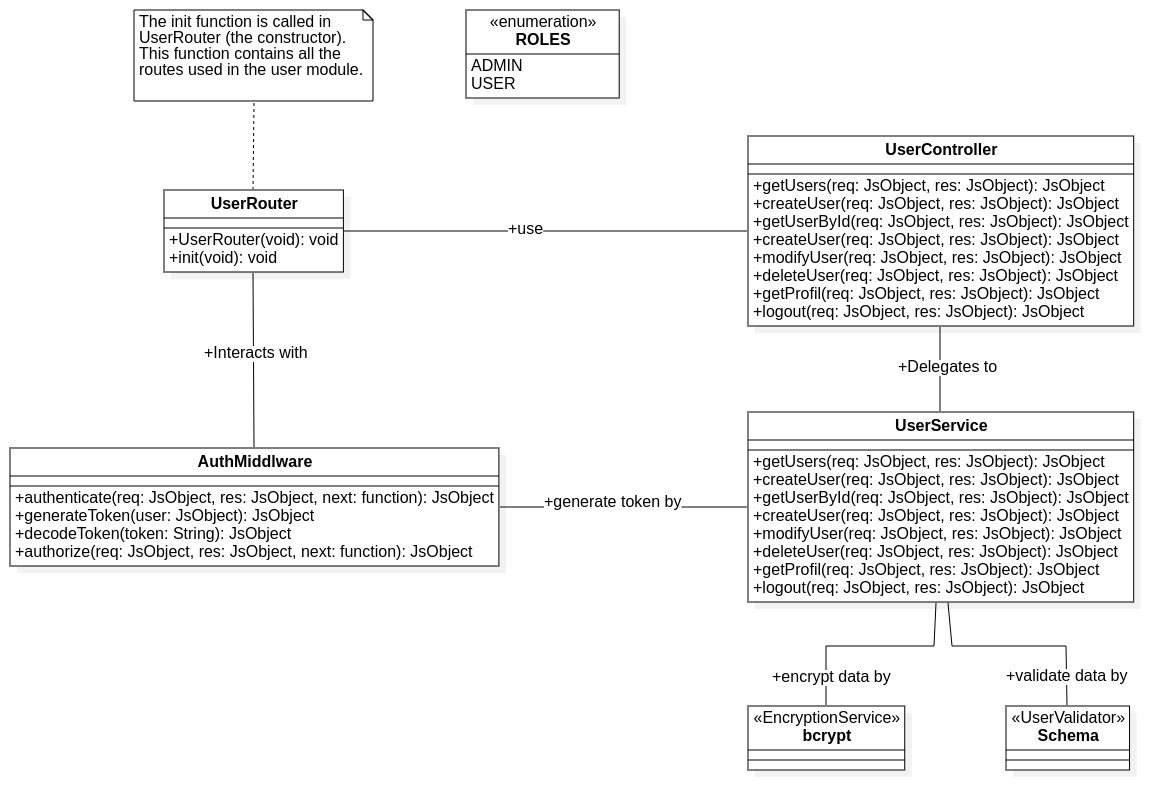 The init function is called in
UserRouter (the constructor).
This function contains all the
routes used in the user module.
«enumeration»
ROLES
ADMIN
USER
UserController
+getUsers(req: JsObject, res: JsObject): JsObject
+createUser(req: JsObject, res: JsObject): JsObject
+getUserById(req: JsObject, res: JsObject): JsObject
+createUser(req: JsObject, res: JsObject): JsObject
+modifyUser(req: JsObject, res: JsObject): JsObject
+deleteUser(req: JsObject, res: JsObject): JsObject
+getProfil(req: JsObject, res: JsObject): JsObject
+logout(req: JsObject, res: JsObject): JsObject
UserRouter
+UserRouter(void): void
+init(void): void
+use
+Interacts with
+Delegates to
UserService
+getUsers(req: JsObject, res: JsObject): JsObject
+createUser(req: JsObject, res: JsObject): JsObject
+getUserById(req: JsObject, res: JsObject): JsObject
+createUser(req: JsObject, res: JsObject): JsObject
+modifyUser(req: JsObject, res: JsObject): JsObject
+deleteUser(req: JsObject, res: JsObject): JsObject
+getProfil(req: JsObject, res: JsObject): JsObject
+logout(req: JsObject, res: JsObject): JsObject
AuthMiddlware
+authenticate(req: JsObject, res: JsObject, next: function): JsObject
+generateToken(user: JsObject): JsObject
+decodeToken(token: String): JsObject
+authorize(req: JsObject, res: JsObject, next: function): JsObject
+generate token by
+encrypt data by
+validate data by
«EncryptionService»
bcrypt
«UserValidator»
Schema